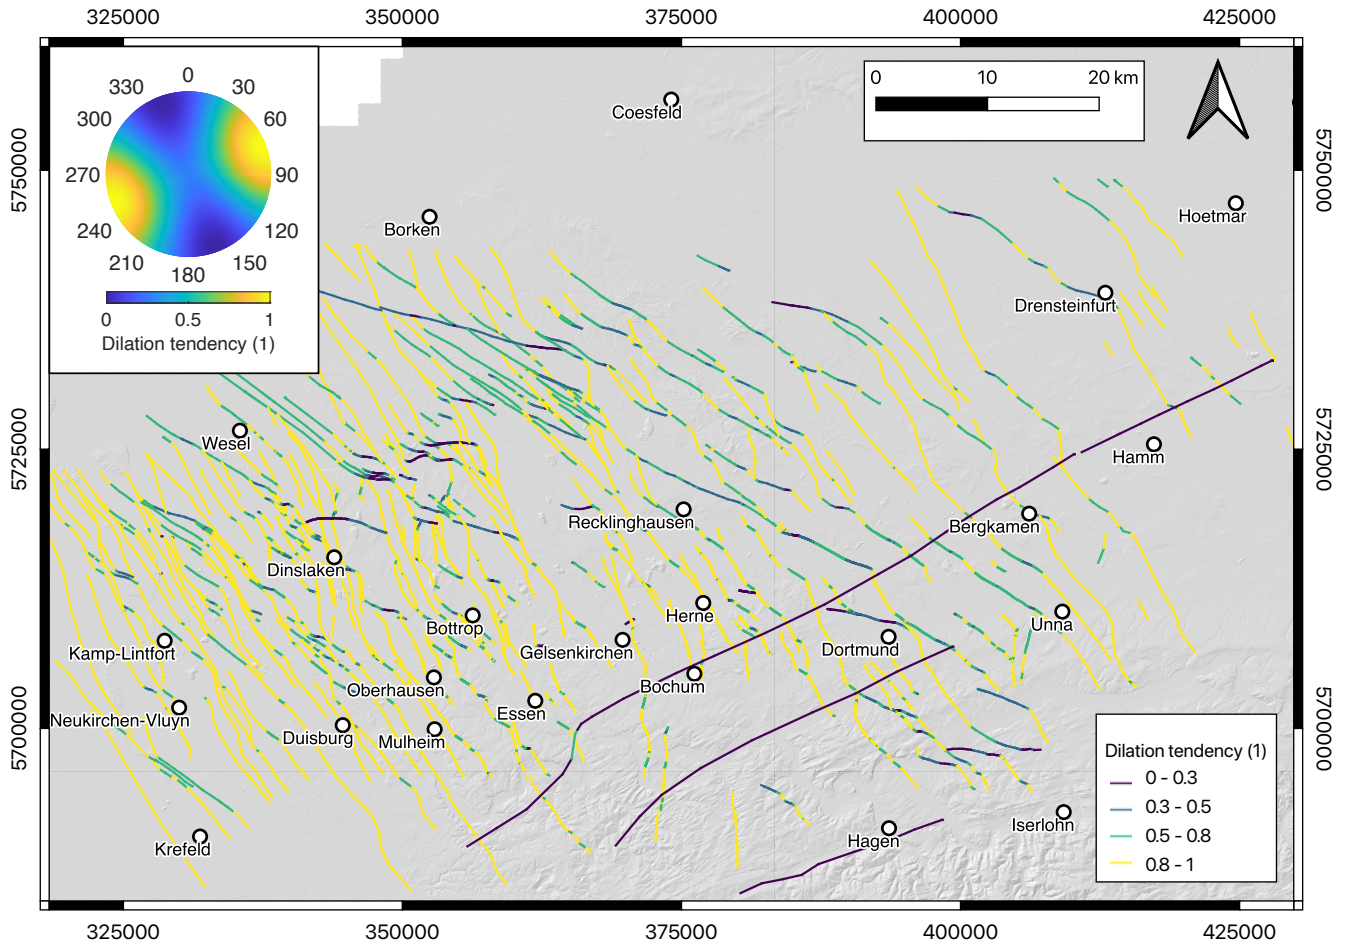 325000 350000 375000 400000 425000
0
330 30
300 60
270 90
240 120
210 150
180
0 0.5 1
Dilation tendency (1)
0 10 20 km
5750000 5750000
5725000 5725000
5700000 5700000
Coesfeld
Borken
Hoetmar
Drensteinfurt
Wesel
Hamm
Recklinghausen
Bergkamen
Dinslaken
Herne
Bottrop
Unna
Kamp-Lintfort
Gelsenkirchen
Dortmund
Oberhausen
Bochum
Neukirchen-Vluyn
Essen
Duisburg
Mulheim
Krefeld
Hagen
Iserlohn
Dilation tendency (1)
0 - 0.3
0.3 - 0.5
0.5 - 0.8
0.8 - 1
325000 350000 375000 400000 425000